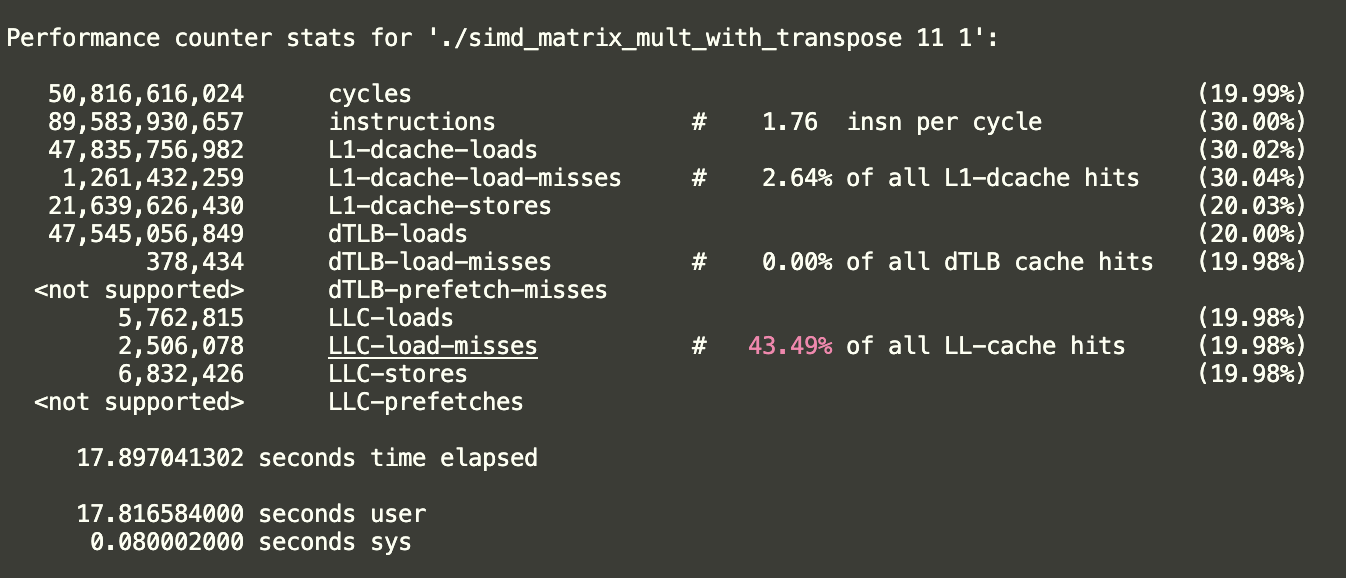 Performance counter stats for './simd_matrix_mult_with_transpose 11 1':
50,816,616,024 cycles (19.99%)
89,583,930,657 instructions # 1.76 insn per cycle (30.00%)
47,835,756,982 L1-dcache-loads (30.02%)
1,261,432,259 L1-dcache-load-misses # 2.64% of all L1-dcache hits (30.04%)
21,639,626,430 L1-dcache-stores (20.03%)
47,545,056,849 dTLB-loads (20.00%)
378,434 dTLB-load-misses # 0.00% of all dTLB cache hits (19.98%)
<not supported> dTLB-prefetch-misses
5,762,815 LLC-loads (19.98%)
2,506,078 LLC-load-misses # 43.49% of all LL-cache hits (19.98%)
6,832,426 LLC-stores (19.98%)
<not supported> LLC-prefetches
17.897041302 seconds time elapsed
17.816584000 seconds user
0.080002000 seconds sys